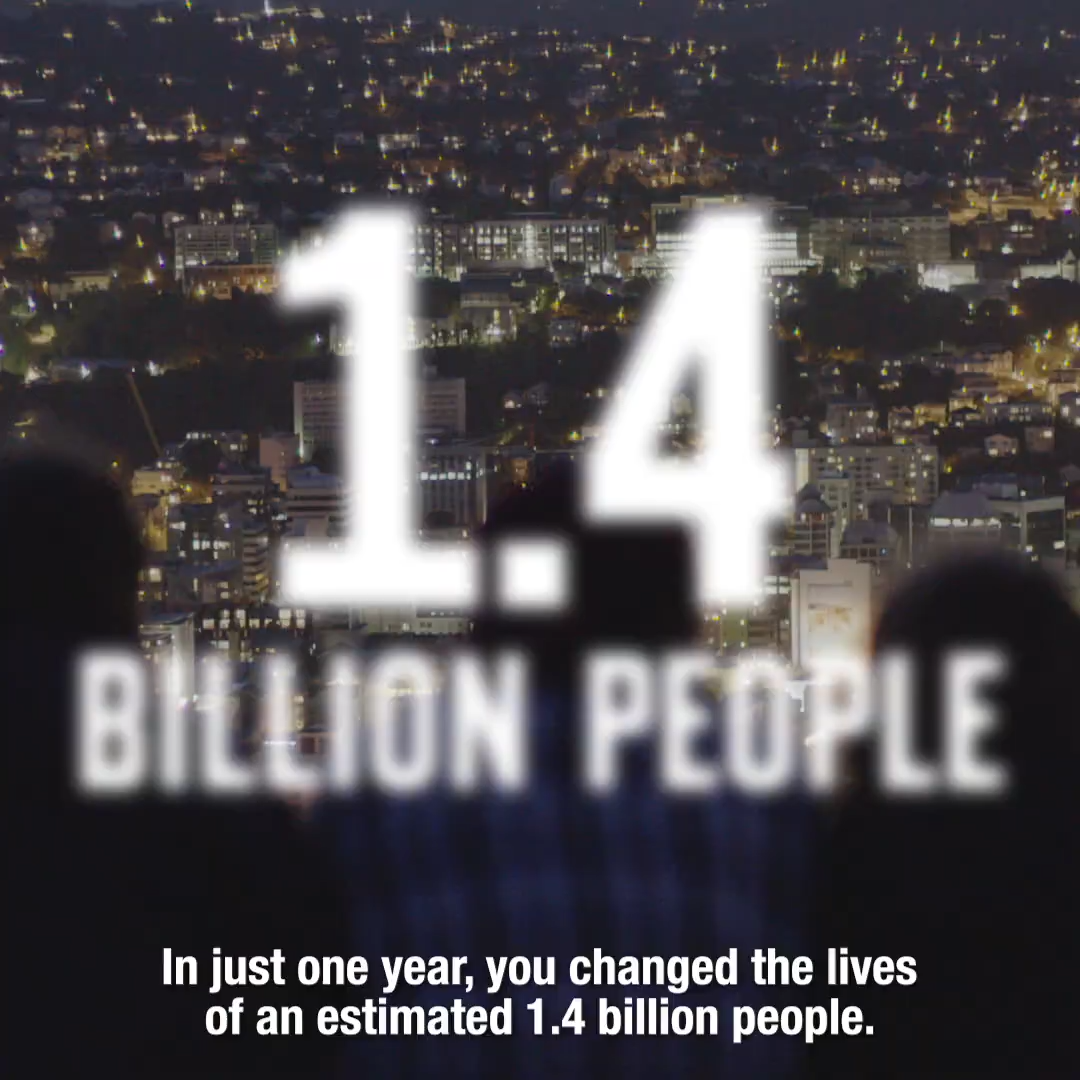 1.4
BILLION PEOPLE
In just one year, you changed the lives
of an estimated 1.4 billion people.